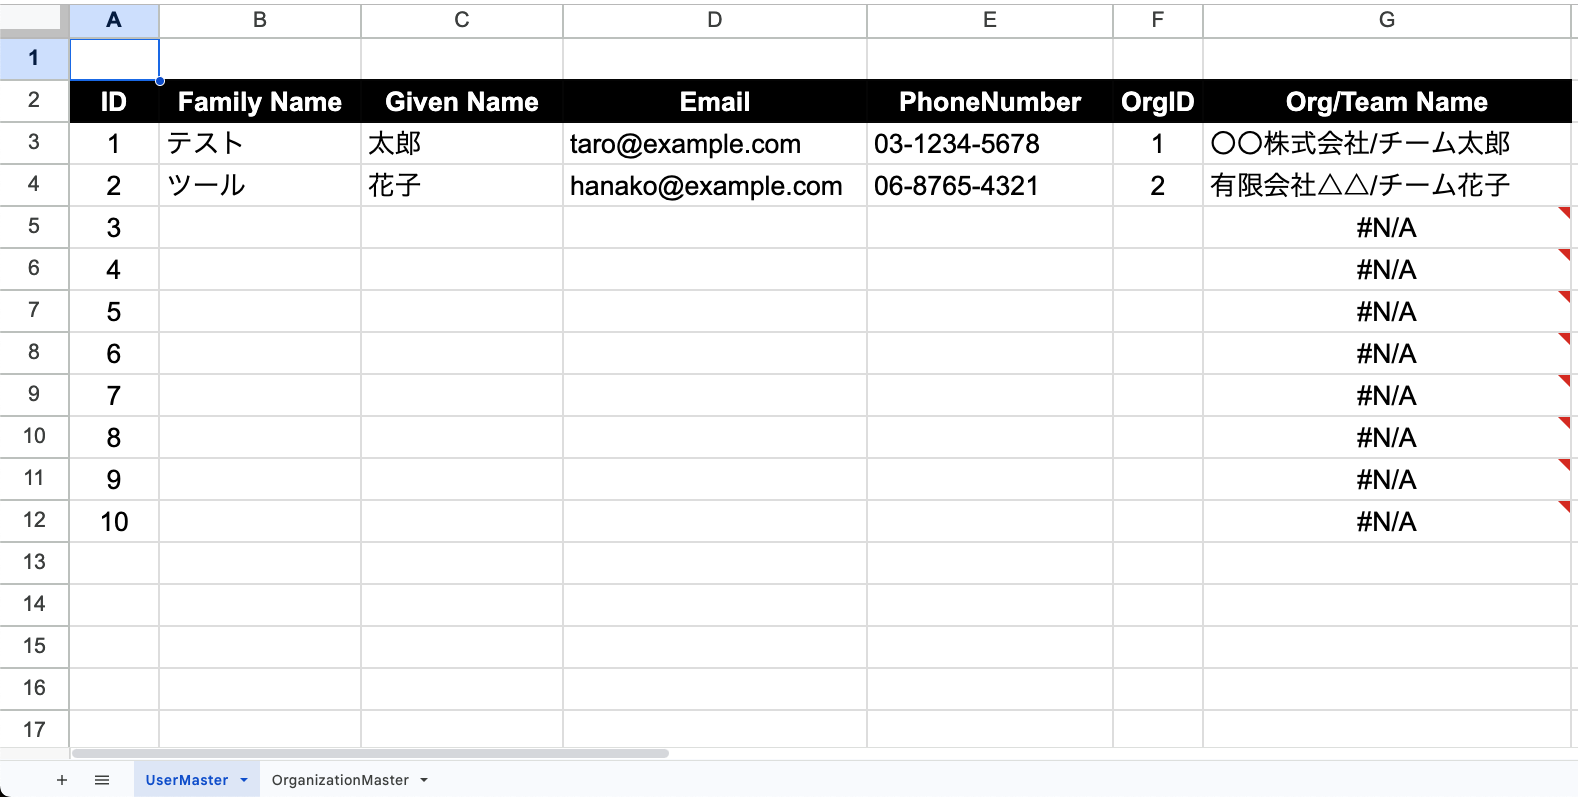 A B C D E F G
1
2 ID Family Name Given Name Email PhoneNumber OrgID Org/Team Name
3 1 テスト 太郎 taro@example.com 03-1234-5678 1 〇〇株式会社/チーム太郎
4 2 ツール 花子 hanako@example.com 06-8765-4321 2 有限会社△△/チーム花子
5 3 #N/A
6 4 #N/A
7 5 #N/A
8 6 #N/A
9 7 #N/A
10 8 #N/A
11 9 #N/A
12 10 #N/A
13
14
15
16
17
+ UserMaster OrganizationMaster